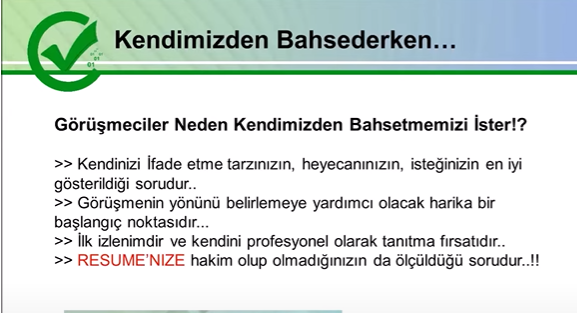 Kendimizden Bahsederken…
Görüşmeciler Neden Kendimizden Bahsetmemizi İster!?
>> Kendinizi İfade etme tarzınızın, heyecanınızın, isteğinizin en iyi
gösterildiği sorudur..
>> Görüşmenin yönünü belirlemeye yardımcı olacak harika bir
başlangıç noktasıdır...
>> İlk izlenimdir ve kendini profesyonel olarak tanıtma fırsatıdır..
>> RESUME'NIZE hakim olup olmadığınızın da ölçüldüğü sorudur..!!